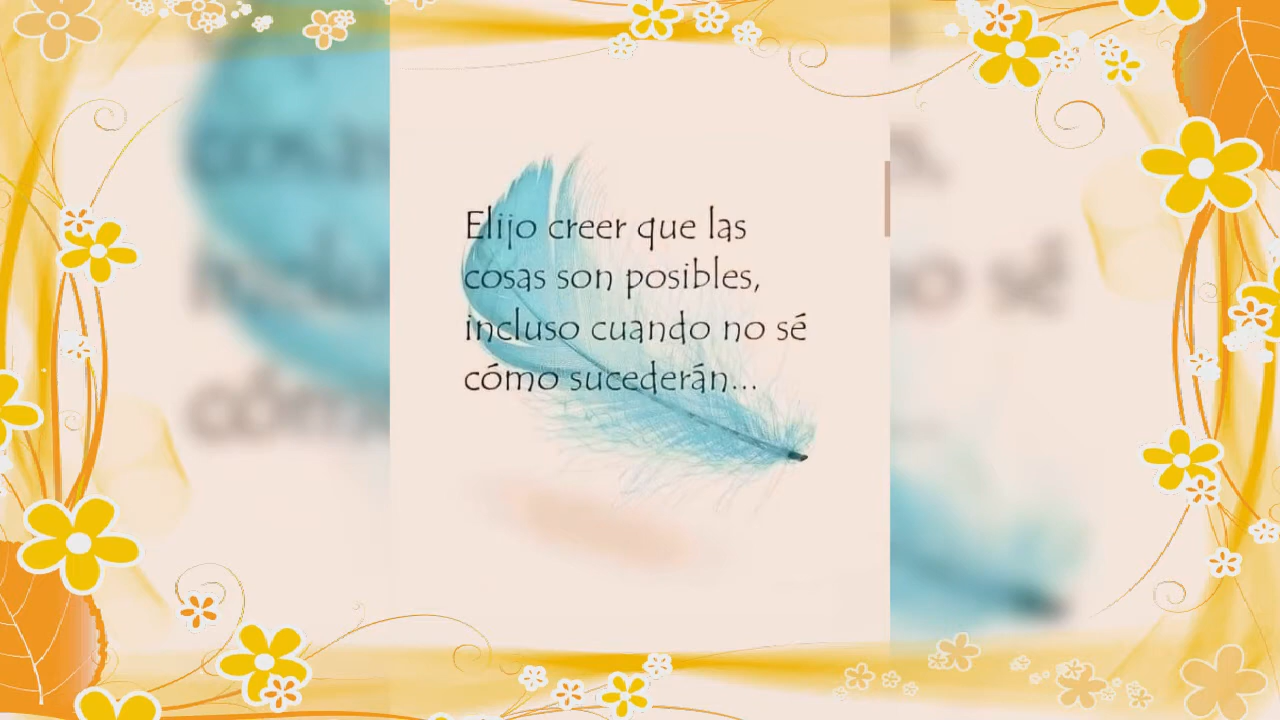 Elijo creer que las
cosas son posibles,
incluso cuando no sé
cómo sucederán...